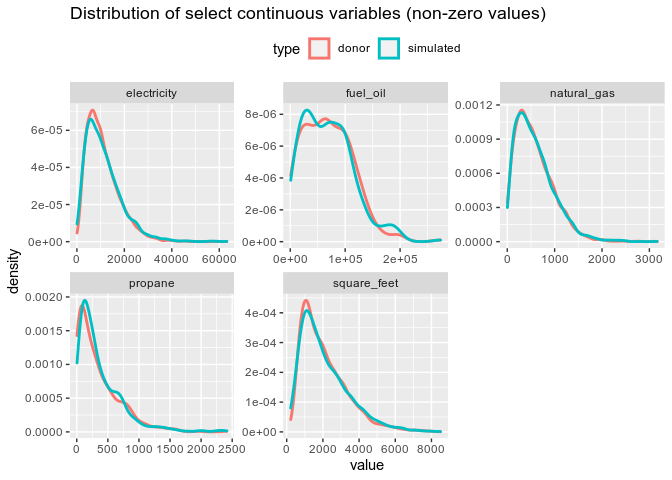 Distribution of select continuous variables (non-zero values)
type donor simulated
electricity fuel_oil natural_gas
6e-05
4e-05
2e-05
0e+00
0 20000 40000 60000
8e-06
6e-06
4e-06
2e-06
0e+00
0e+00 1e+05 2e+05
0.0012
0.0009
0.0006
0.0003
0.0000
0 1000 2000 3000
density
propane square_feet
0.0020
0.0015
0.0010
0.0005
0.0000
0 500 1000 1500 2000 2500
4e-04
3e-04
2e-04
1e-04
0e+00
0 2000 4000 6000 8000
value